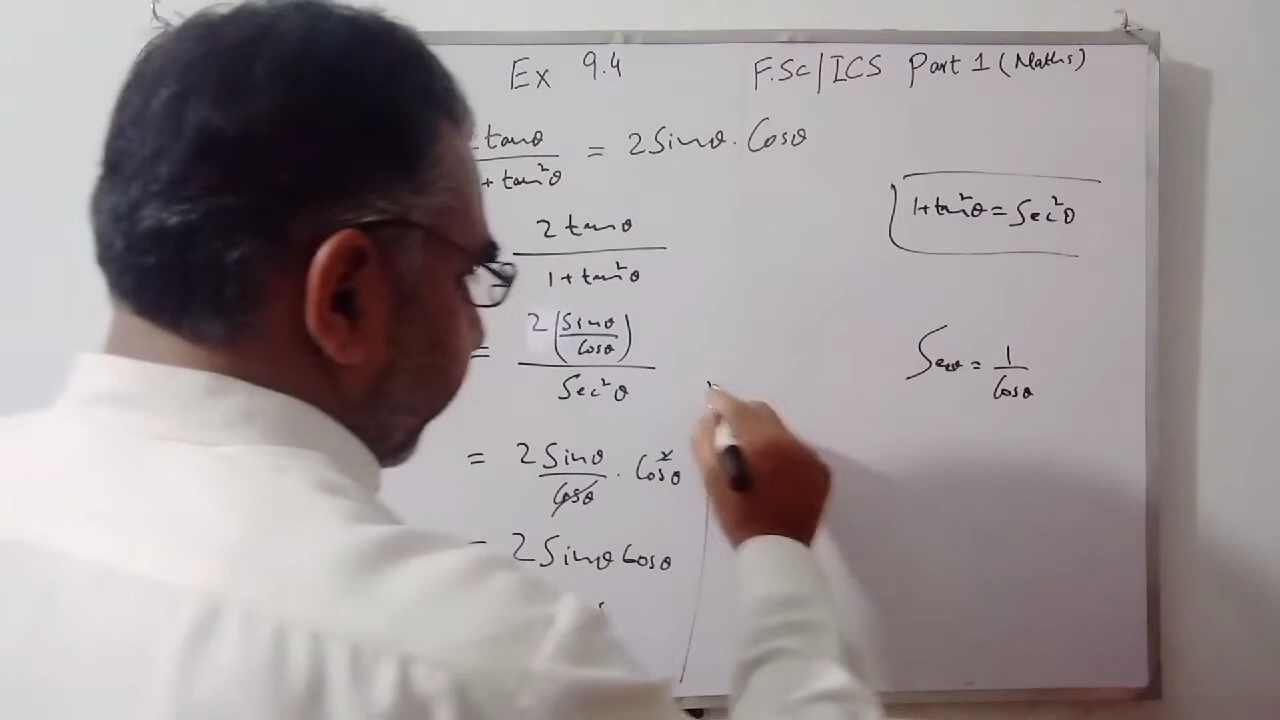 Ex 9.4 F.Sc/ICS Part 1 (Maths)
tanθ / + tan²θ = 2Sinθ . Cosθ
1+tan²θ = Sec²θ
2 tanθ / 1 + tan²θ
= 2 (Sinθ / Cosθ) / Sec²θ
Secθ = 1 / Cosθ
= 2 Sinθ / Cosθ . Cos²θ
= 2 Sinθ Cosθ